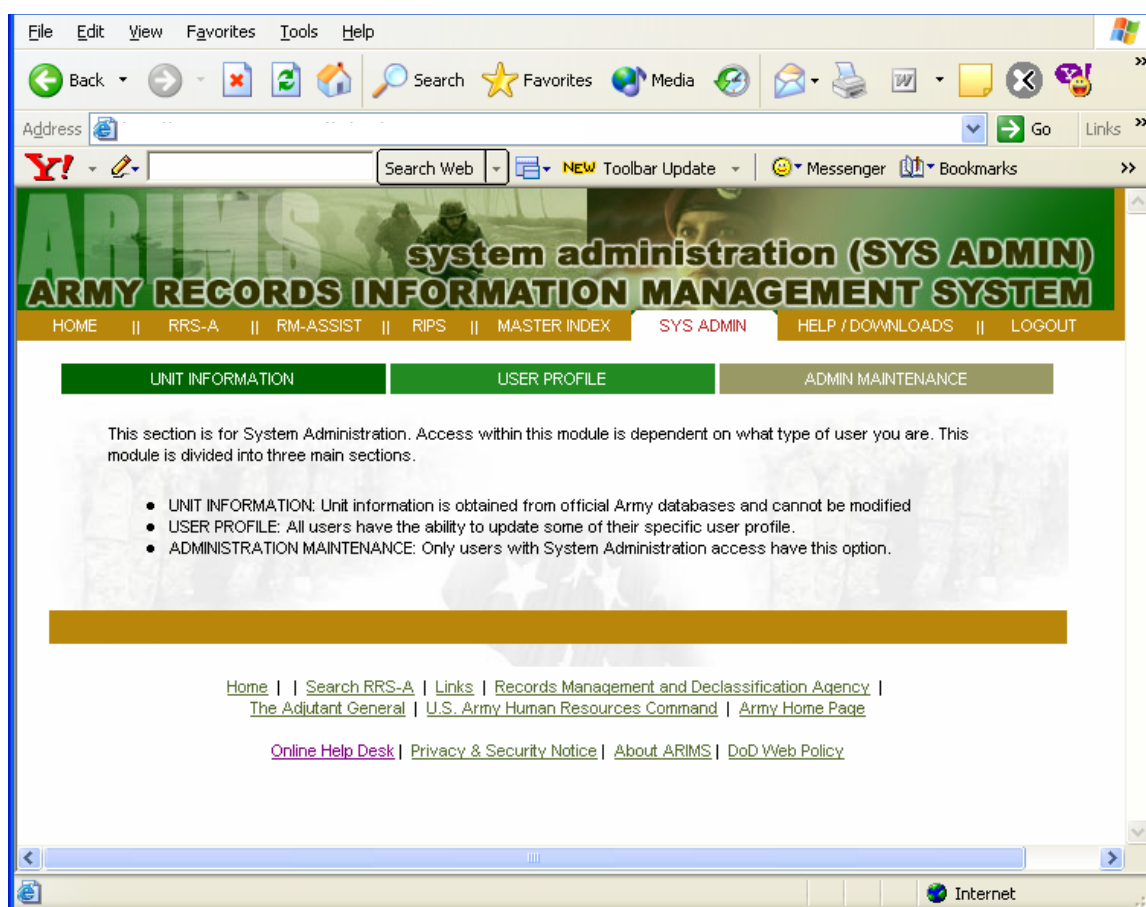 File Edit View Favorites Tools Help
Back Search Favorites Media »
Address Go Links »
Y! Search Web NEW Toolbar Update Messenger Bookmarks »
ARIMS
system administration (SYS ADMIN)
ARMY RECORDS INFORMATION MANAGEMENT SYSTEM
HOME || RRS-A || RM-ASSIST || RIPS || MASTER INDEX SYS ADMIN HELP / DOWNLOADS || LOGOUT
UNIT INFORMATION USER PROFILE ADMIN MAINTENANCE
This section is for System Administration. Access within this module is dependent on what type of user you are. This
module is divided into three main sections.
● UNIT INFORMATION: Unit information is obtained from official Army databases and cannot be modified
● USER PROFILE: All users have the ability to update some of their specific user profile.
● ADMINISTRATION MAINTENANCE: Only users with System Administration access have this option.
Home | | Search RRS-A | Links | Records Management and Declassification Agency |
The Adjutant General | U.S. Army Human Resources Command | Army Home Page
Online Help Desk | Privacy & Security Notice | About ARIMS | DoD Web Policy
Internet